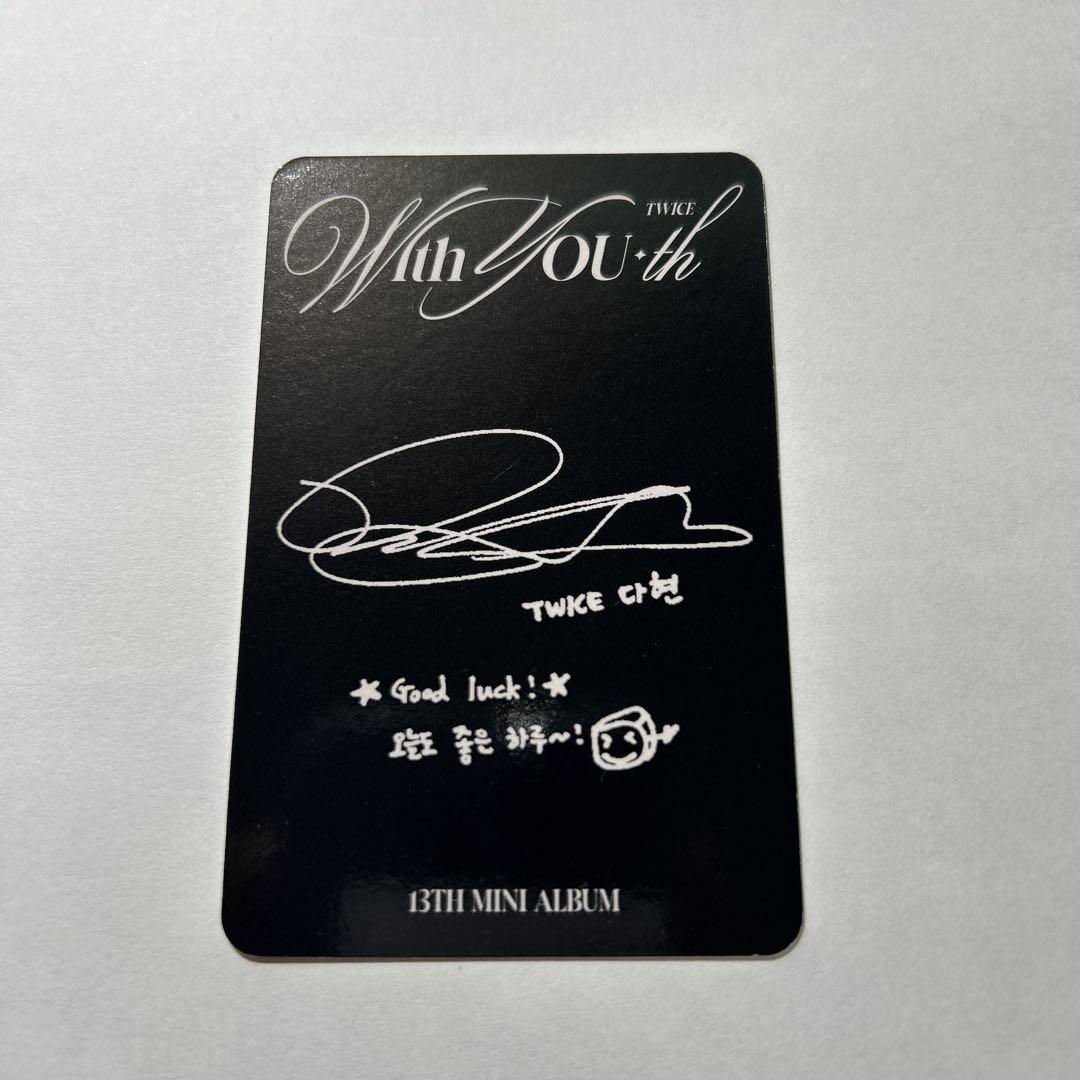 TWICE
With YOU-th
TWICE 다현
★ Good luck! ★
오늘도 좋은 하루~!
13TH MINI ALBUM